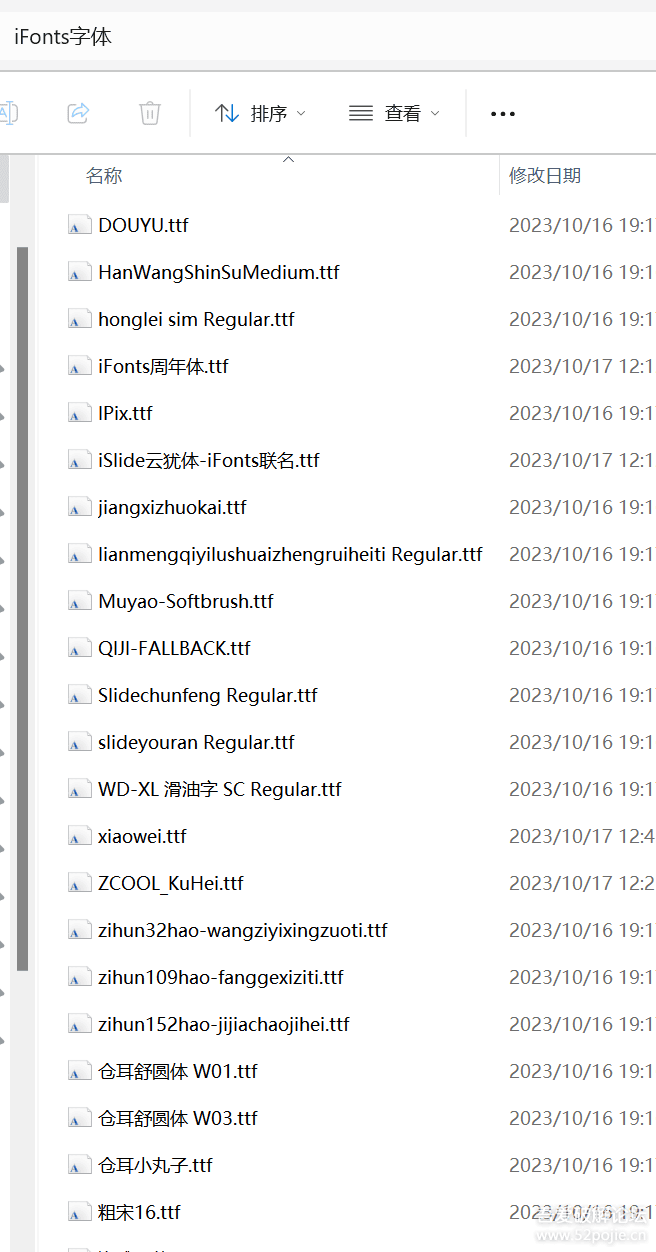 iFonts字体
排序 查看
名称 修改日期
DOUYU.ttf 2023/10/16 19:1
HanWangShinSuMedium.ttf 2023/10/16 19:1
honglei sim Regular.ttf 2023/10/16 19:1
iFonts周年体.ttf 2023/10/17 12:1
IPix.ttf 2023/10/16 19:1
iSlide云犹体-iFonts联名.ttf 2023/10/17 12:1
jiangxizhuokai.ttf 2023/10/16 19:1
lianmengqiyilushuaizhengruiheiti Regular.ttf 2023/10/16 19:1
Muyao-Softbrush.ttf 2023/10/16 19:1
QIJI-FALLBACK.ttf 2023/10/16 19:1
Slidechunfeng Regular.ttf 2023/10/16 19:1
slideyouran Regular.ttf 2023/10/16 19:1
WD-XL 滑油字 SC Regular.ttf 2023/10/16 19:1
xiaowei.ttf 2023/10/17 12:4
ZCOOL_KuHei.ttf 2023/10/17 12:2
zihun32hao-wangziyixingzuoti.ttf 2023/10/16 19:1
zihun109hao-fanggexiziti.ttf 2023/10/16 19:1
zihun152hao-jijiachaojihei.ttf 2023/10/16 19:1
仓耳舒圆体 W01.ttf 2023/10/16 19:1
仓耳舒圆体 W03.ttf 2023/10/16 19:1
仓耳小丸子.ttf 2023/10/16 19:1
粗宋16.ttf 2023/10/16 19:1
吾爱破解论坛
www.52pojie.cn